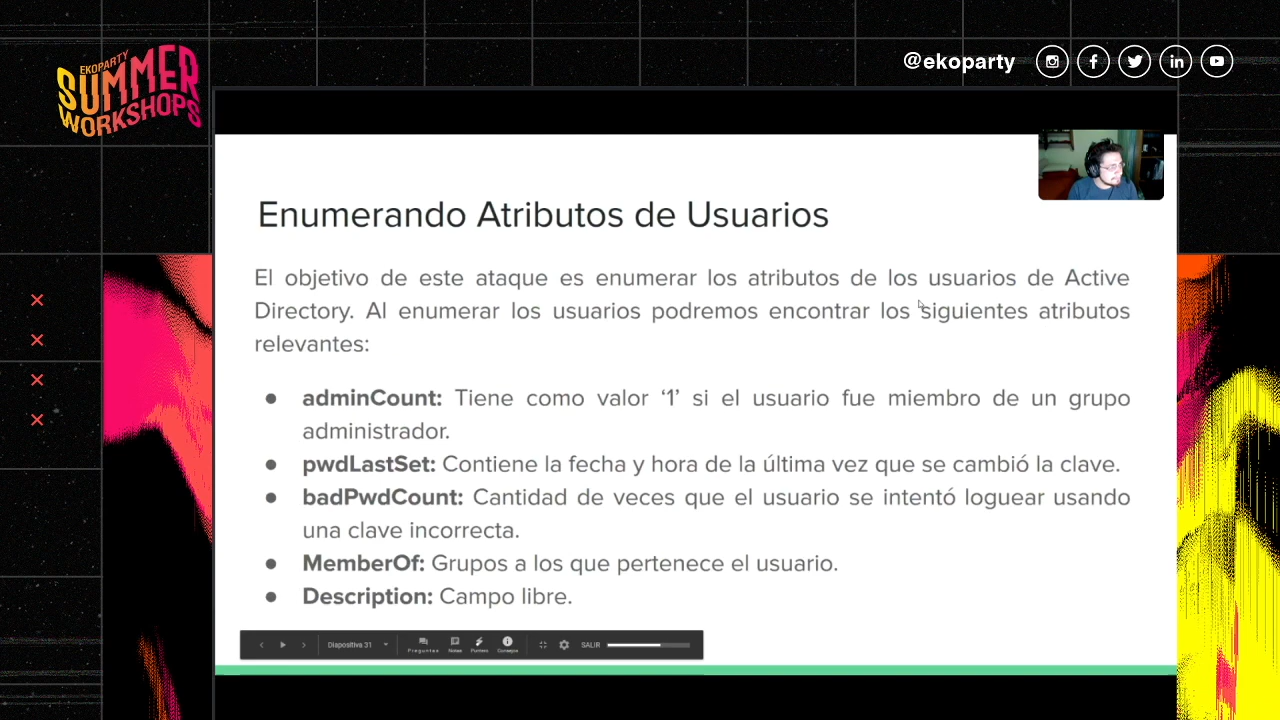 EKOPARTY
SUMMER
WORKSHOPS
@ekoparty
Enumerando Atributos de Usuarios
El objetivo de este ataque es enumerar los atributos de los usuarios de Active
Directory. Al enumerar los usuarios podremos encontrar los siguientes atributos
relevantes:
● adminCount: Tiene como valor ‘1’ si el usuario fue miembro de un grupo
administrador.
● pwdLastSet: Contiene la fecha y hora de la última vez que se cambió la clave.
● badPwdCount: Cantidad de veces que el usuario se intentó loguear usando
una clave incorrecta.
● MemberOf: Grupos a los que pertenece el usuario.
● Description: Campo libre.
Diapositiva 31
Preguntas
Notas
Puntero
SALIR